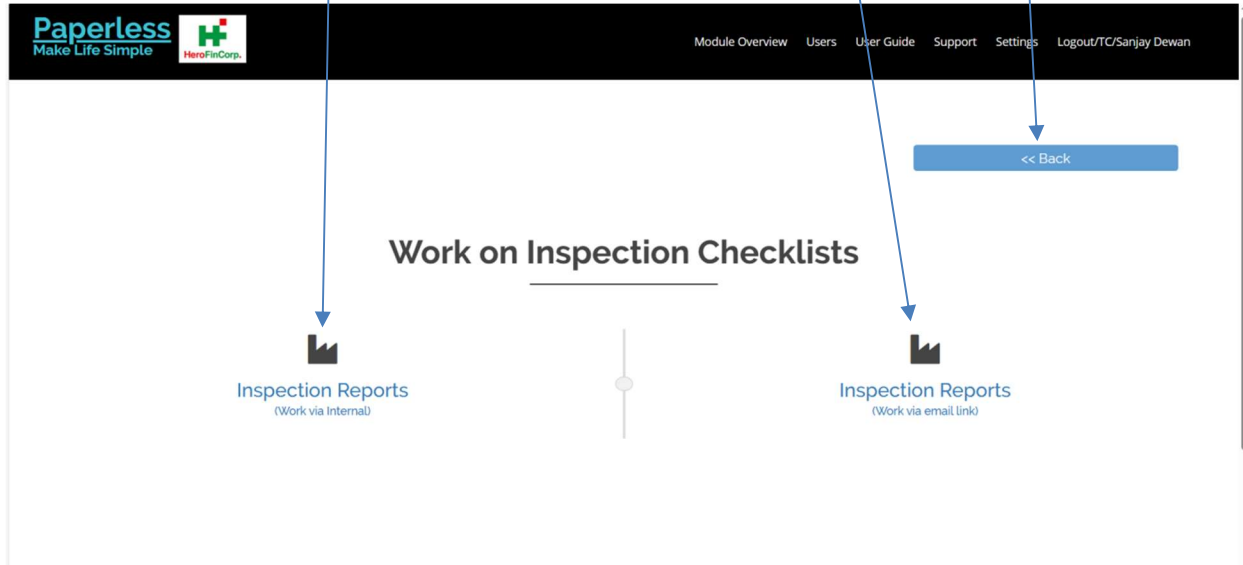 Paperless
Make Life Simple
HeroFinCorp.
Module Overview Users User Guide Support Settings Logout/TC/Sanjay Dewan
<< Back
Work on Inspection Checklists
Inspection Reports
(Work via Internal)
Inspection Reports
(Work via email link)